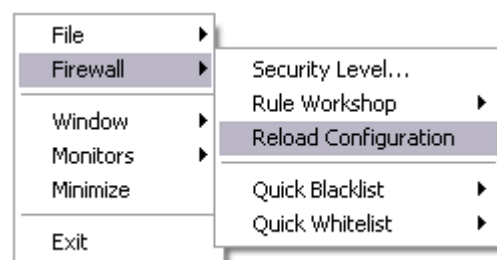 File
Firewall
Window
Monitors
Minimize
Exit
Security Level...
Rule Workshop
Reload Configuration
Quick Blacklist
Quick Whitelist